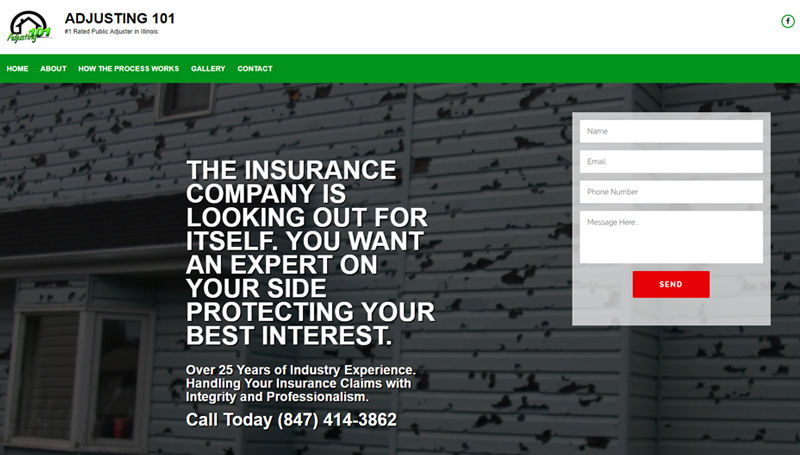 Adjusting 101
ADJUSTING 101
#1 Rated Public Adjuster in Illinois
f
HOME ABOUT HOW THE PROCESS WORKS GALLERY CONTACT
THE INSURANCE
COMPANY IS
LOOKING OUT FOR
ITSELF. YOU WANT
AN EXPERT ON
YOUR SIDE
PROTECTING YOUR
BEST INTEREST.
Over 25 Years of Industry Experience.
Handling Your Insurance Claims with
Integrity and Professionalism.
Call Today (847) 414-3862
Name
Email
Phone Number
Message Here...
SEND